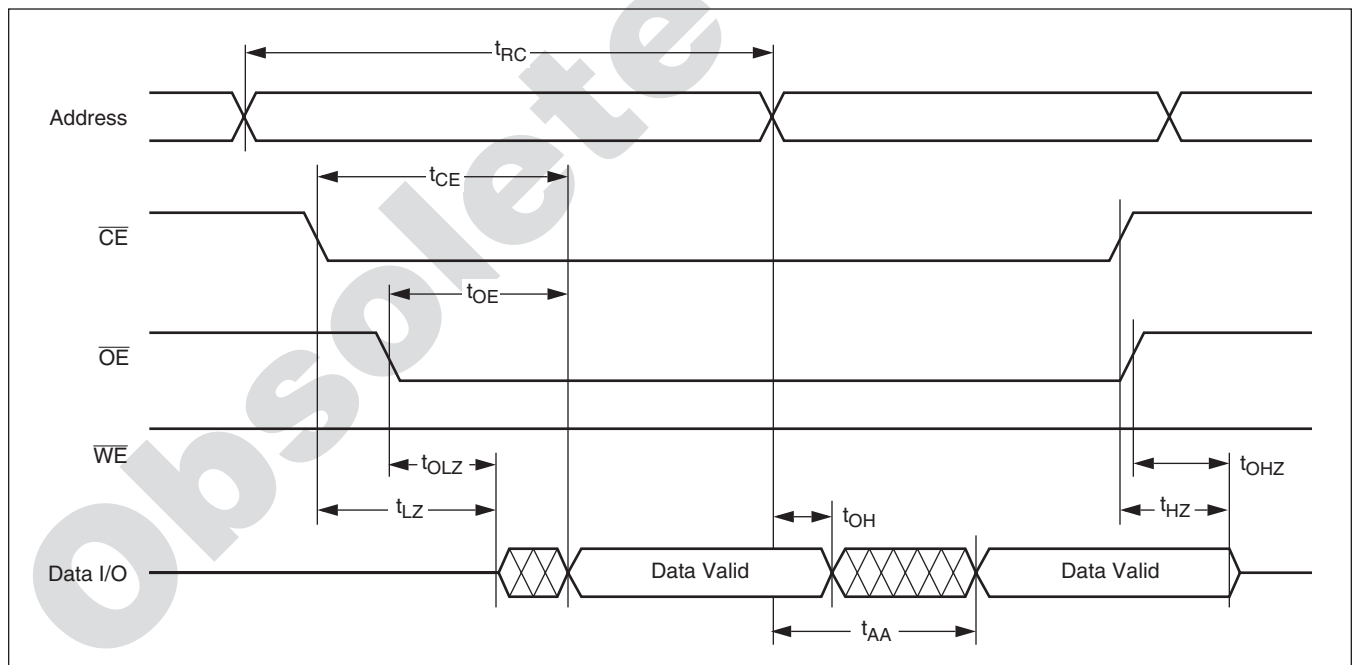 Obsolete
tRC
Address
tCE
CE
tOE
OE
WE
tOLZ
tOHZ
tLZ
tOH
tHZ
Data I/O
Data Valid
Data Valid
tAA